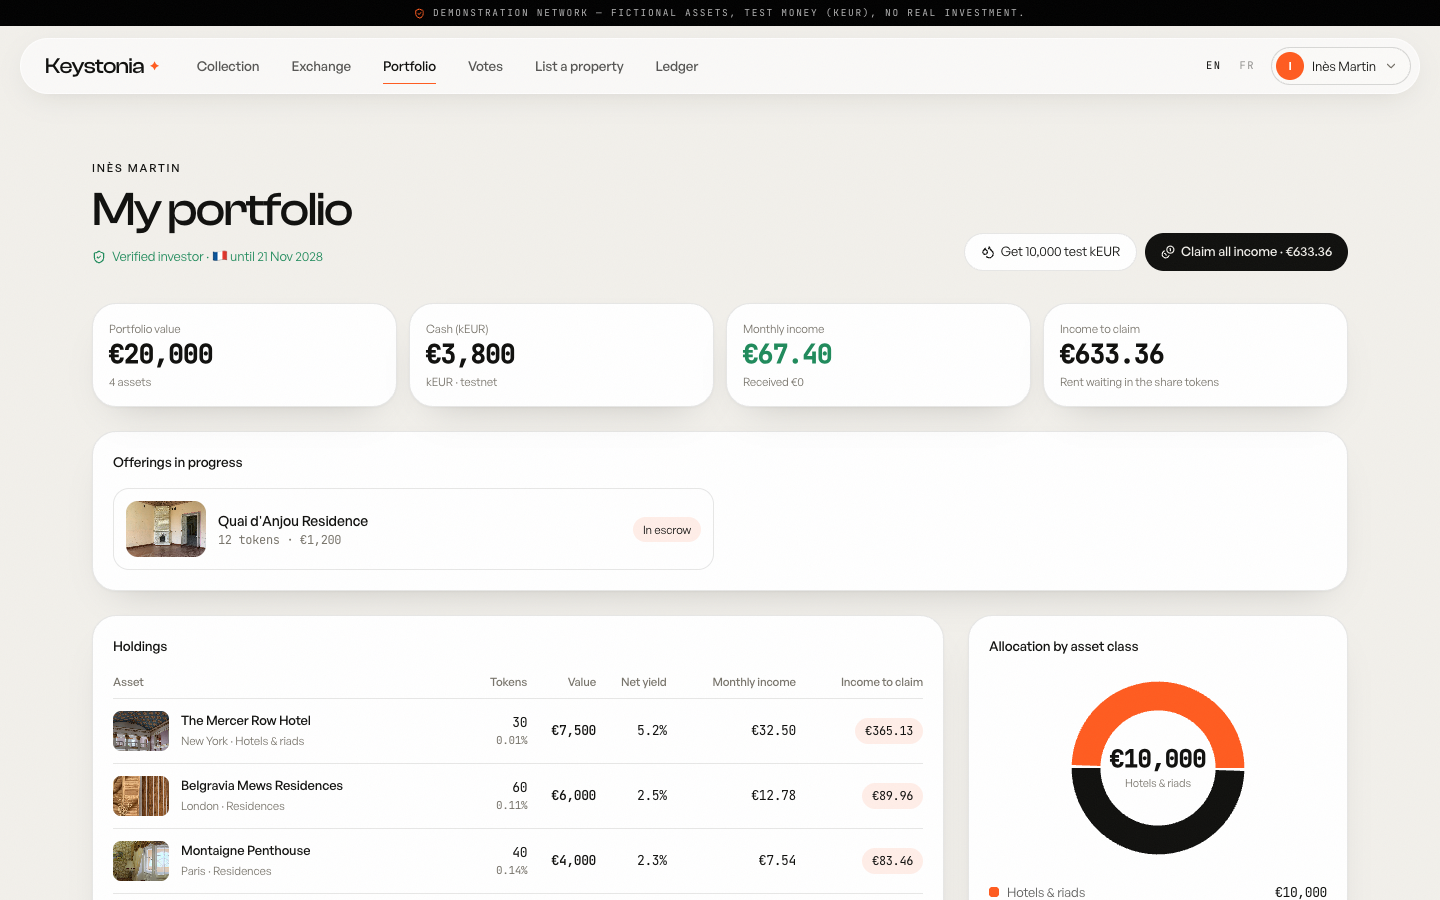 DEMONSTRATION NETWORK — FICTIONAL ASSETS, TEST MONEY (KEUR), NO REAL INVESTMENT.
Keystonia
Collection
Exchange
Portfolio
Votes
List a property
Ledger
EN
FR
I
Inès Martin
INÈS MARTIN
My portfolio
Verified investor · 🇫🇷 until 21 Nov 2028
Get 10,000 test kEUR
Claim all income · €633.36
Portfolio value
€20,000
4 assets
Cash (kEUR)
€3,800
kEUR · testnet
Monthly income
€67.40
Received €0
Income to claim
€633.36
Rent waiting in the share tokens
Offerings in progress
Quai d'Anjou Residence
12 tokens · €1,200
In escrow
Holdings
Asset Tokens Value Net yield Monthly income Income to claim
The Mercer Row Hotel
New York · Hotels & riads
30
0.01%
€7,500
5.2%
€32.50
€365.13
Belgravia Mews Residences
London · Residences
60
0.11%
€6,000
2.5%
€12.78
€89.96
Montaigne Penthouse
Paris · Residences
40
0.14%
€4,000
2.3%
€7.54
€83.46
Allocation by asset class
€10,000
Hotels & riads
Hotels & riads €10,000